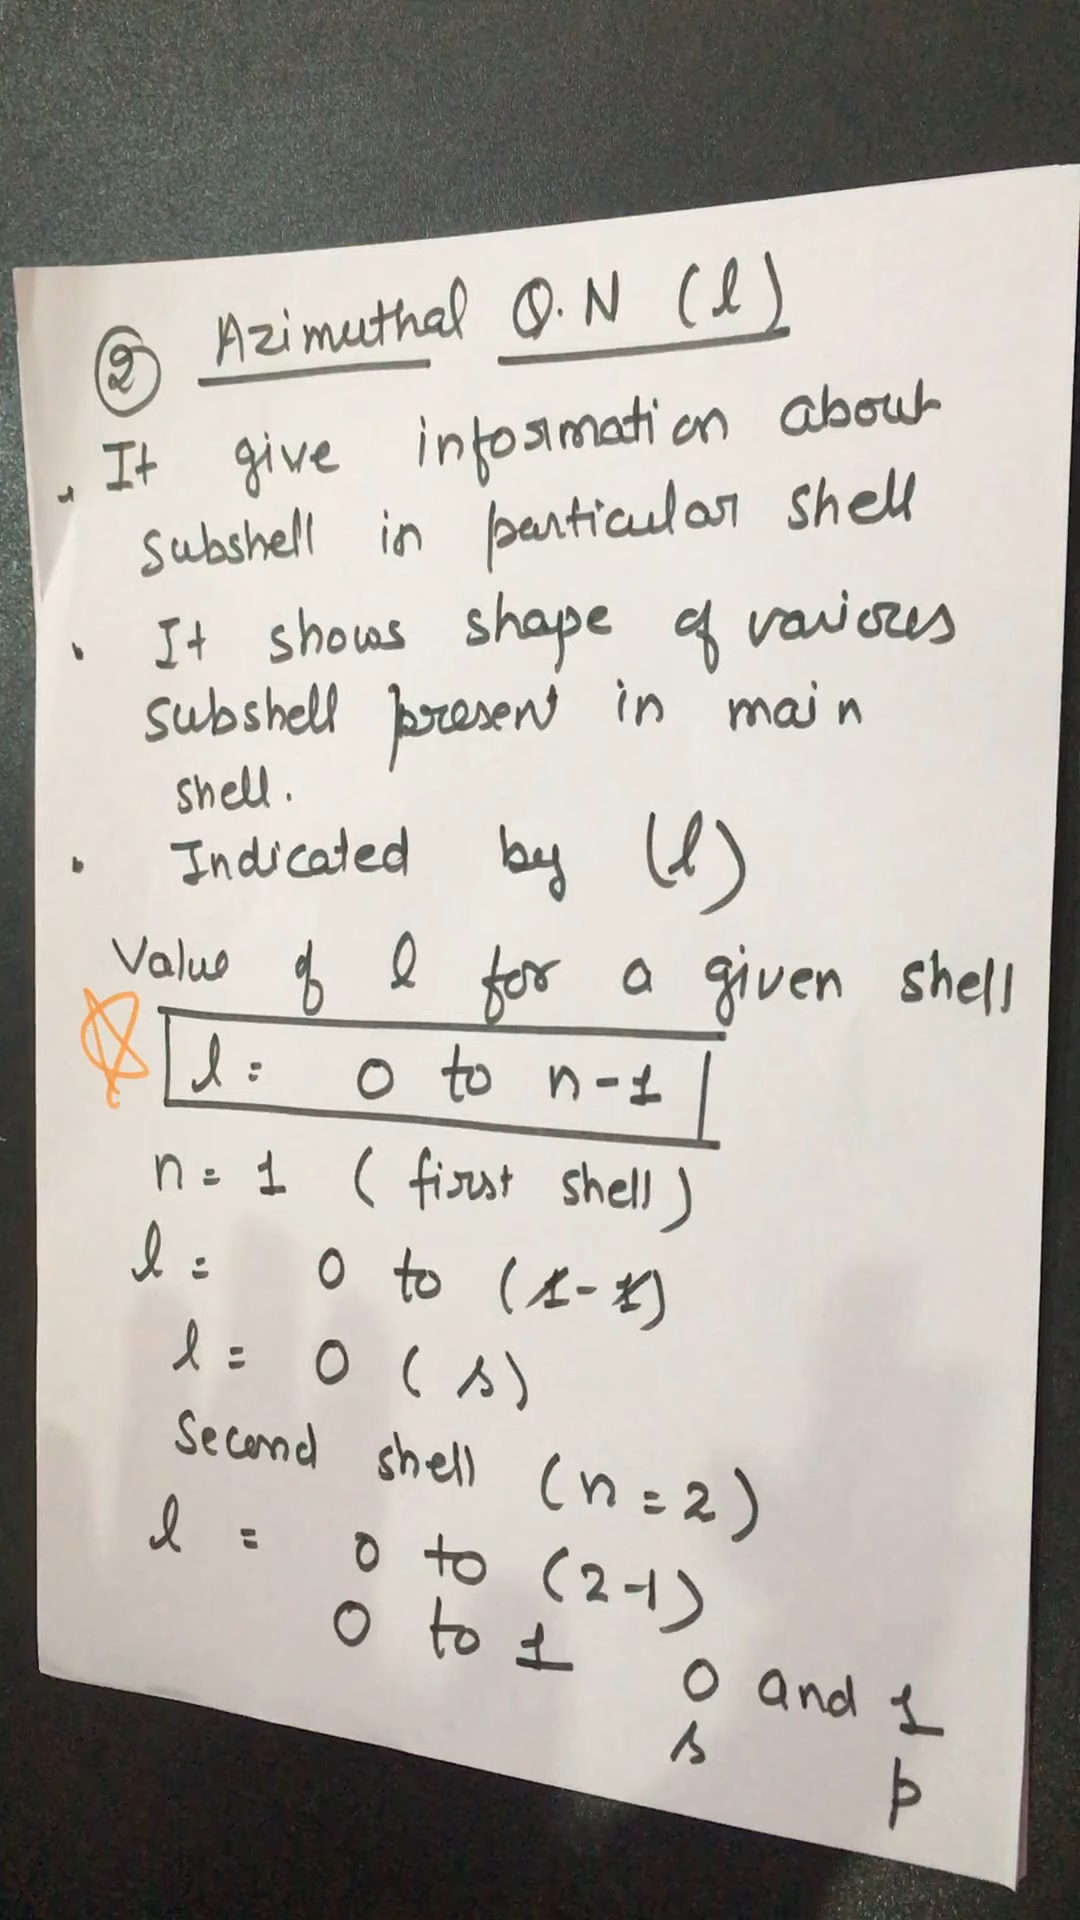 ② Azimuthal Q.N (l)
• It give information about
subshell in particular shell
• It shows shape of various
subshell present in main
shell.
• Indicated by (l)
Value of l for a given shell
l = 0 to n-1
n = 1 (first shell)
l = 0 to (1-1)
l = 0 (s)
Second shell (n=2)
l = 0 to (2-1)
0 to 1
0 and 1
s p